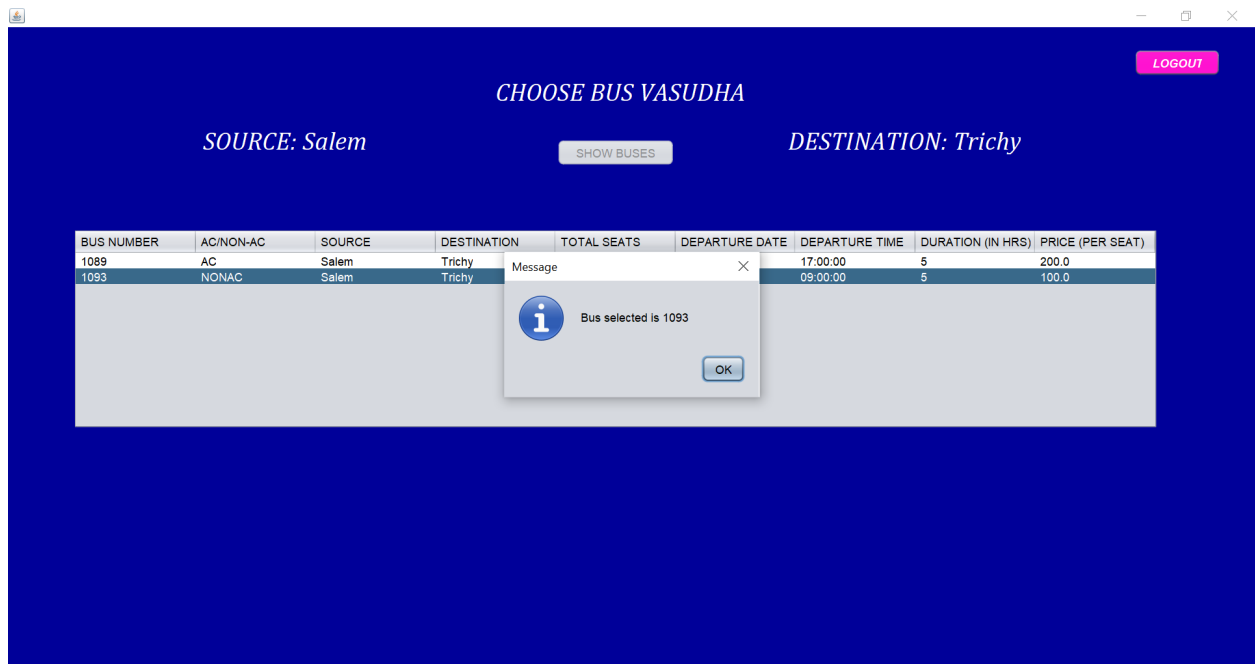 LOGOUT
CHOOSE BUS VASUDHA
SOURCE: Salem
SHOW BUSES
DESTINATION: Trichy
BUS NUMBER AC/NON-AC SOURCE DESTINATION TOTAL SEATS DEPARTURE DATE DEPARTURE TIME DURATION (IN HRS) PRICE (PER SEAT)
1089 AC Salem Trichy 17:00:00 5 200.0
1093 NONAC Salem Trichy 09:00:00 5 100.0
Message
Bus selected is 1093
OK